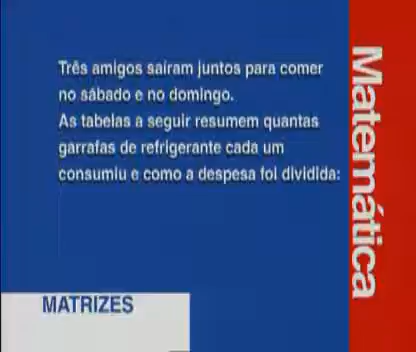 Três amigos saíram juntos para comer
no sábado e no domingo.
As tabelas a seguir resumem quantas
garrafas de refrigerante cada um
consumiu e como a despesa foi dividida:
Matemática
MATRIZES